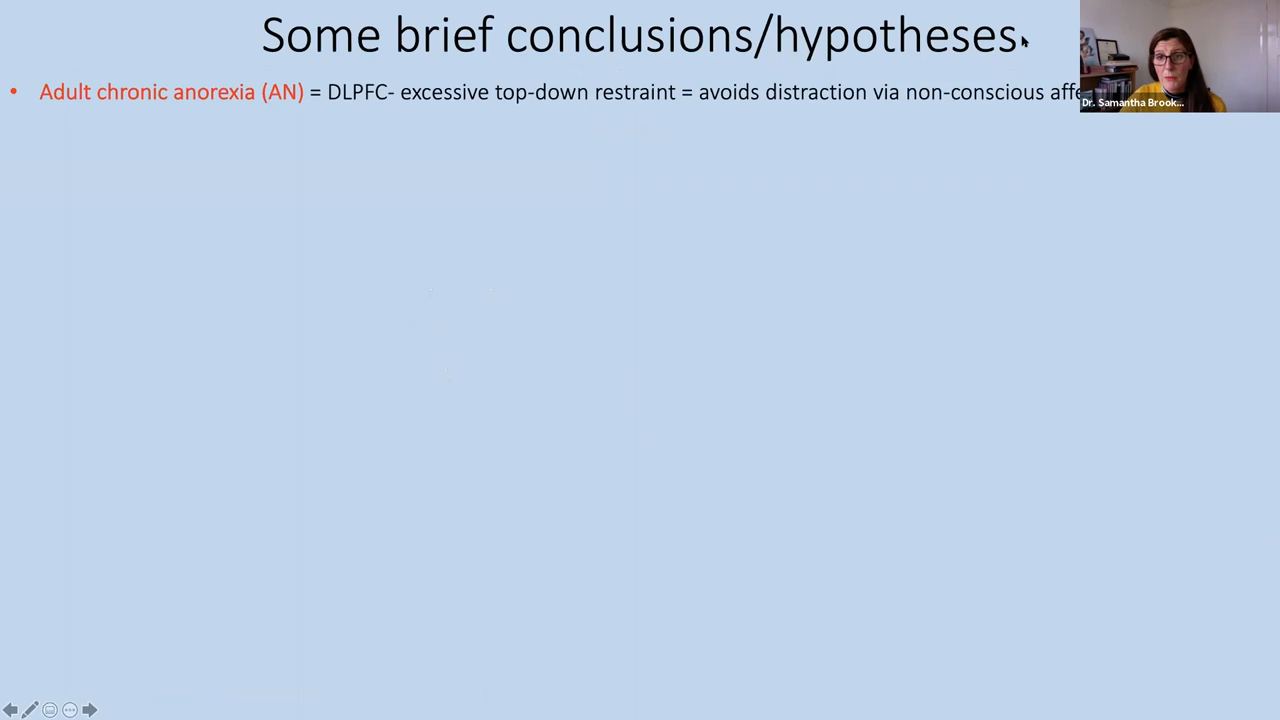 Some brief conclusions/hypotheses
• Adult chronic anorexia (AN) = DLPFC- excessive top-down restraint = avoids distraction via non-conscious affe
Dr. Samantha Brook...